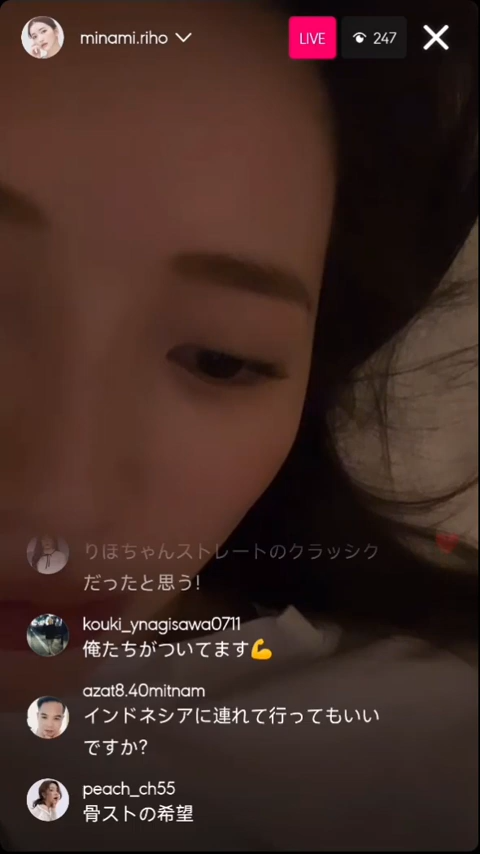 minami.riho
LIVE
247
りほちゃんストレートのクラッシク
だったと思う!
kouki_ynagisawa0711
俺たちがついてます💪
azat8.40mitnam
インドネシアに連れて行ってもいい
ですか?
peach_ch55
骨ストの希望